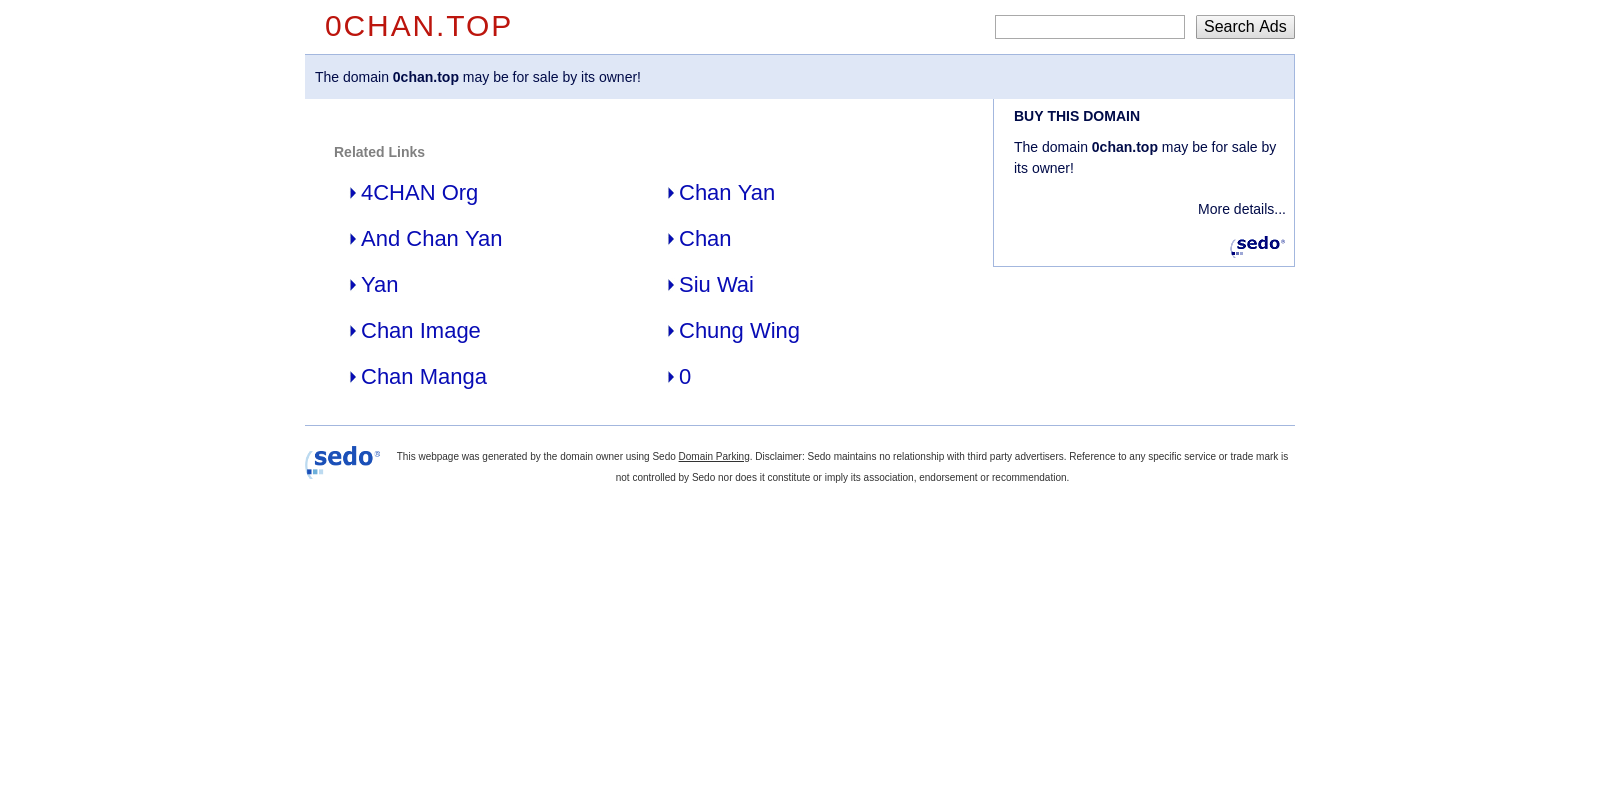 0CHAN.TOP
Search Ads
The domain 0chan.top may be for sale by its owner!
BUY THIS DOMAIN
The domain 0chan.top may be for sale by
its owner!
More details...
sedo®
Related Links
4CHAN Org
Chan Yan
And Chan Yan
Chan
Yan
Siu Wai
Chan Image
Chung Wing
Chan Manga
0
sedo®
This webpage was generated by the domain owner using Sedo Domain Parking. Disclaimer: Sedo maintains no relationship with third party advertisers. Reference to any specific service or trade mark is
not controlled by Sedo nor does it constitute or imply its association, endorsement or recommendation.